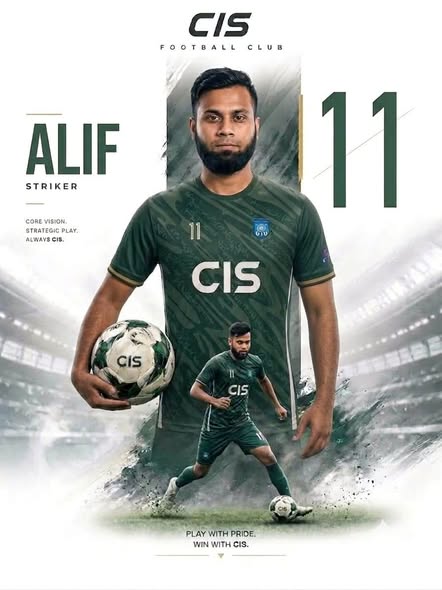 CIS
FOOTBALL CLUB
ALIF
STRIKER
11
CORE VISION.
STRATEGIC PLAY.
ALWAYS CIS.
11
CIS
CIS
CIS
PLAY WITH PRIDE.
WIN WITH CIS.